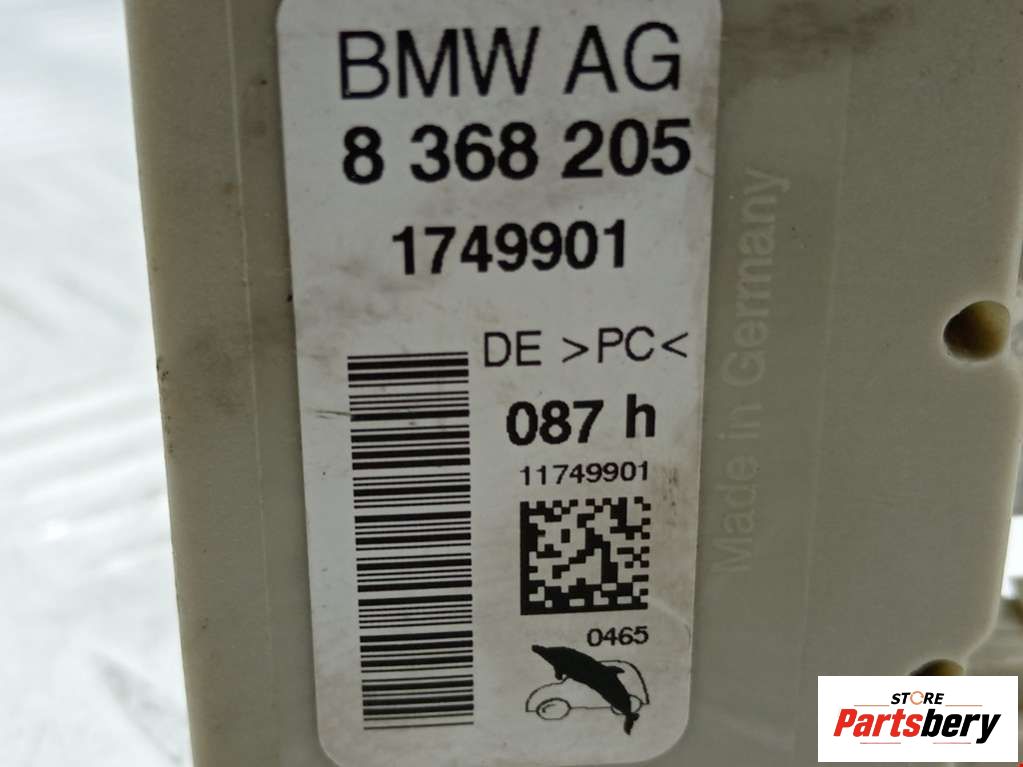 BMW AG
8 368 205
1749901
DE >PC<
087 h
11749901
0465
Made in Germany
STORE
Partsbery